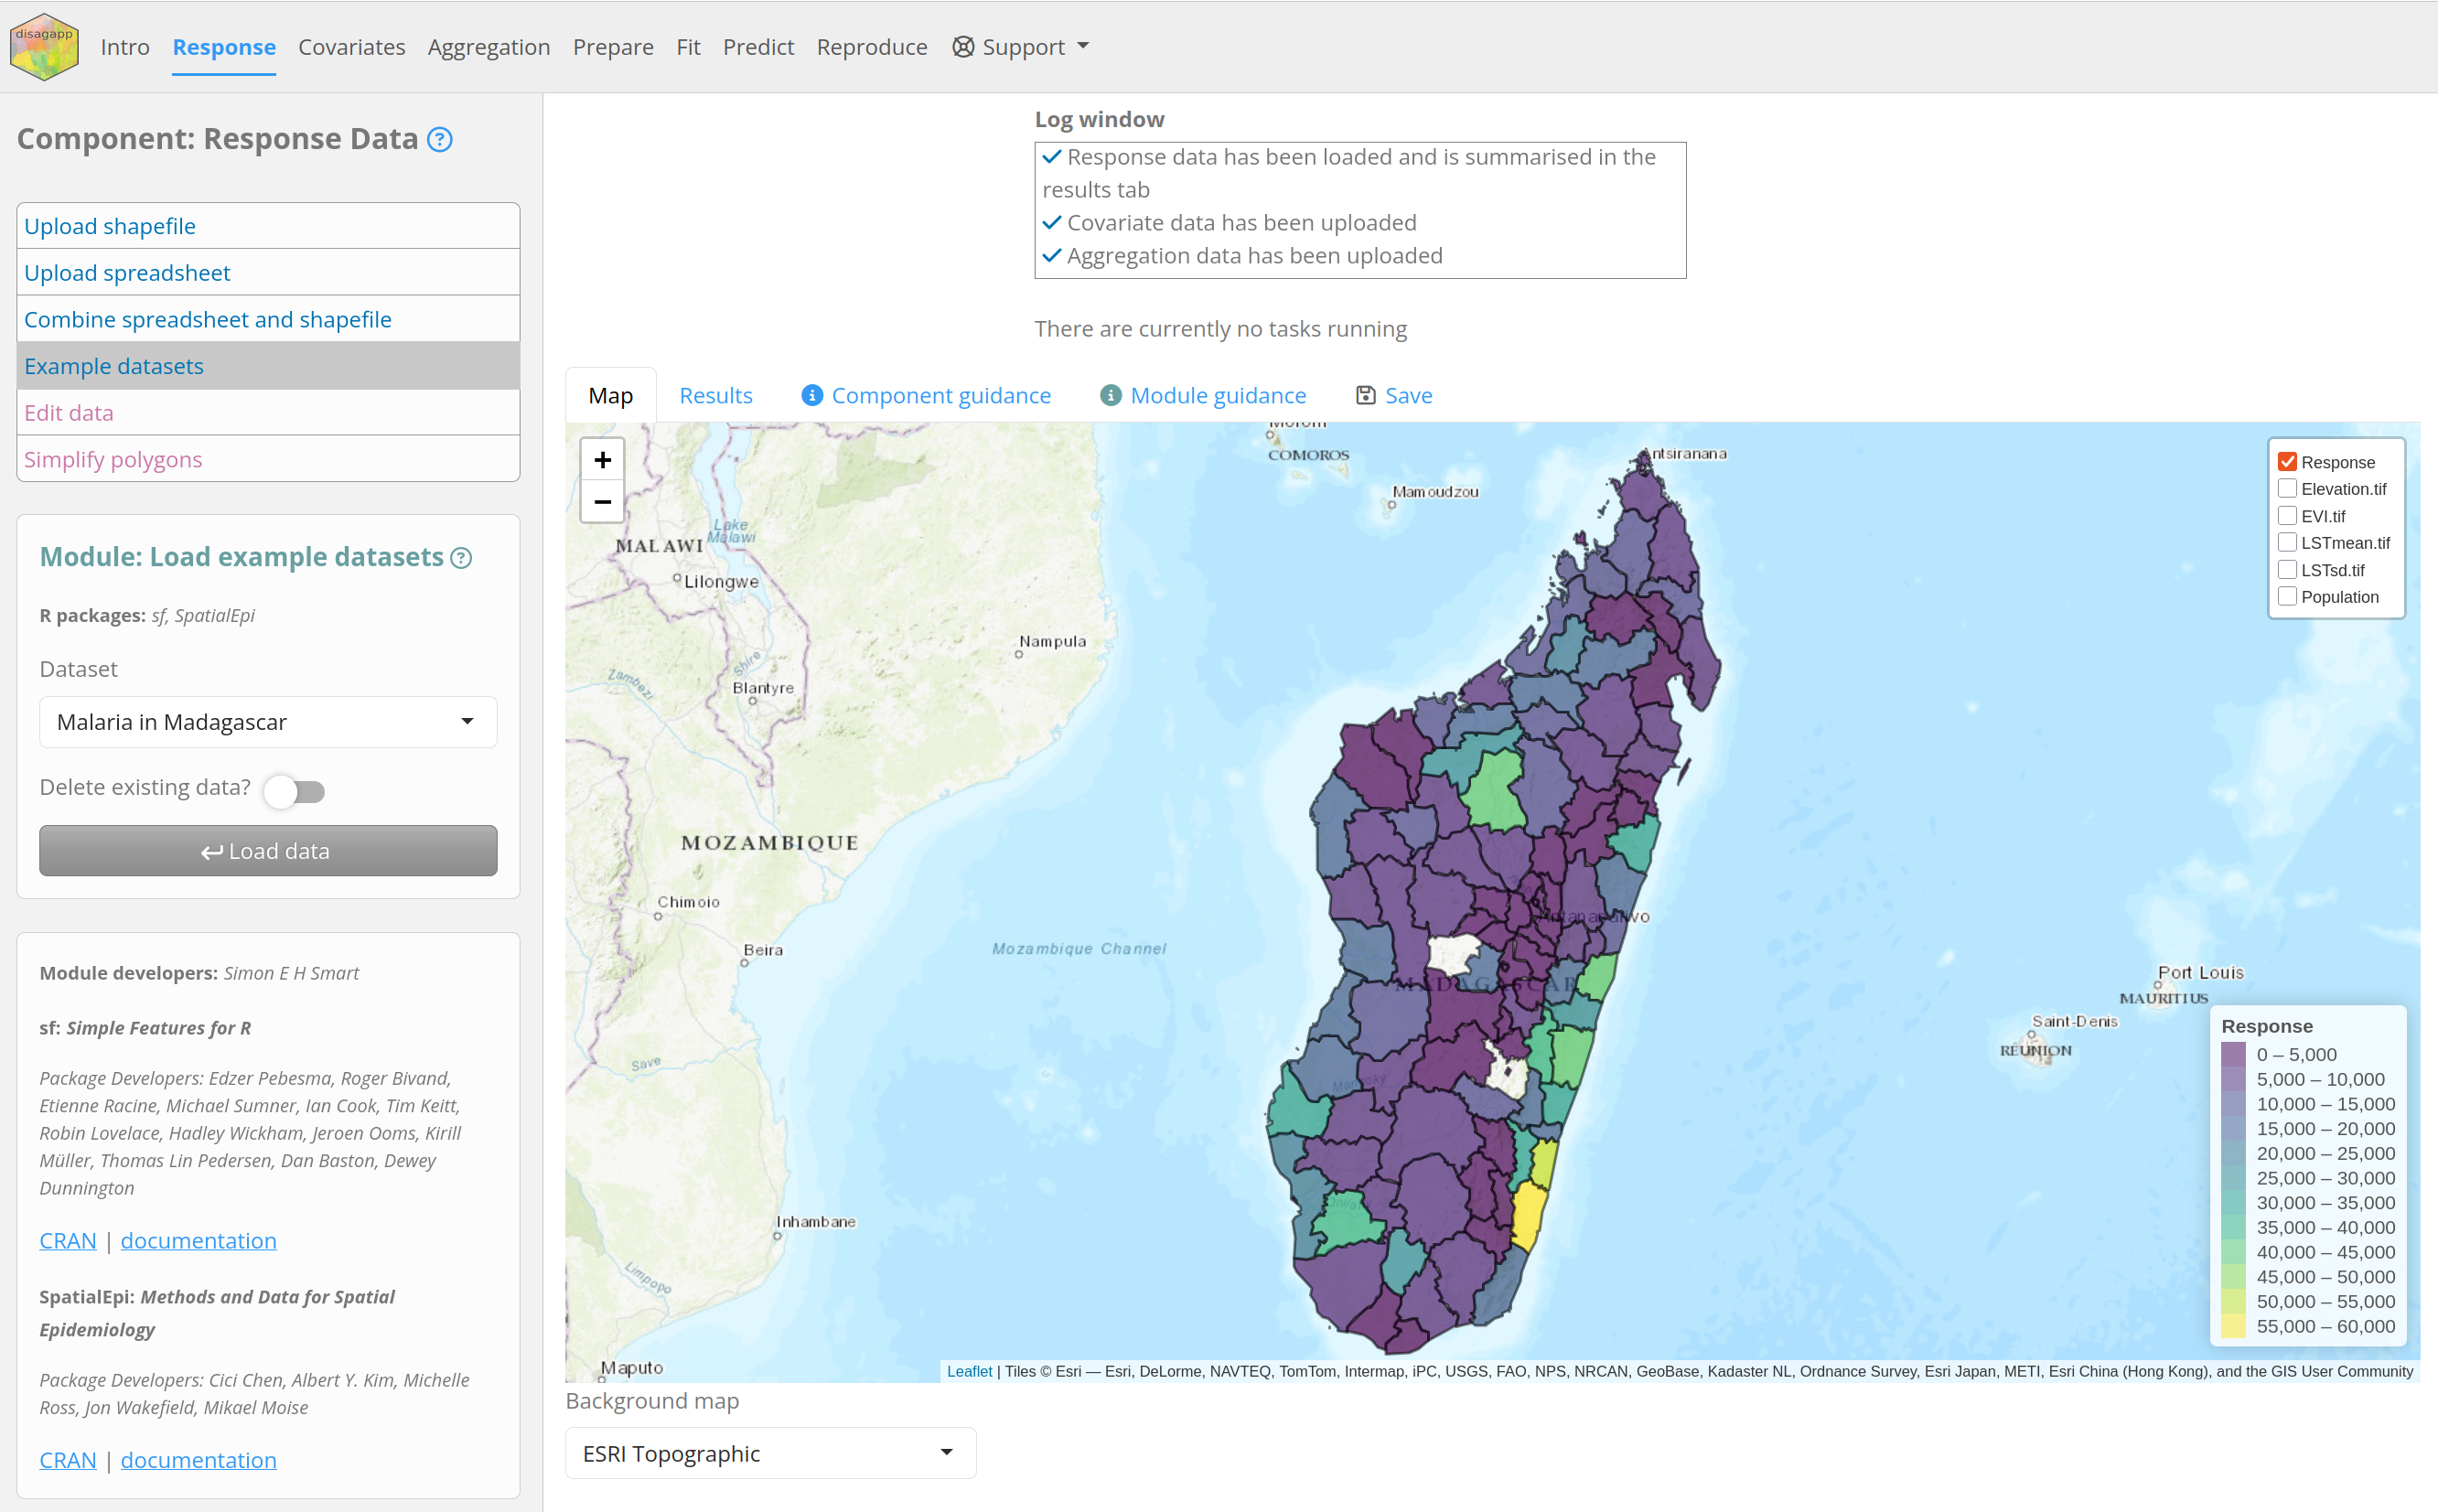 disagapp
Intro Response Covariates Aggregation Prepare Fit Predict Reproduce Support
Component: Response Data ?
Upload shapefile
Upload spreadsheet
Combine spreadsheet and shapefile
Example datasets
Edit data
Simplify polygons
Module: Load example datasets ?
R packages: sf, SpatialEpi
Dataset
Malaria in Madagascar
Delete existing data?
Load data
Module developers: Simon E H Smart
sf: Simple Features for R
Package Developers: Edzer Pebesma, Roger Bivand,
Etienne Racine, Michael Sumner, Ian Cook, Tim Keitt,
Robin Lovelace, Hadley Wickham, Jeroen Ooms, Kirill
Müller, Thomas Lin Pedersen, Dan Baston, Dewey
Dunnington
CRAN | documentation
SpatialEpi: Methods and Data for Spatial
Epidemiology
Package Developers: Cici Chen, Albert Y. Kim, Michelle
Ross, Jon Wakefield, Mikael Moise
CRAN | documentation
Log window
Response data has been loaded and is summarised in the
results tab
Covariate data has been uploaded
Aggregation data has been uploaded
There are currently no tasks running
Map Results Component guidance Module guidance Save
+
−
Moroni
COMOROS
Antsiranana
Mamoudzou
Lake
Malawi
MALAWI
Lilongwe
Nampula
Shire
Zambezi
Blantyre
MOZAMBIQUE
Chimoio
Beira
Mozambique Channel
Antananarivo
MADAGASCAR
Port Louis
MAURITIUS
Saint-Denis
REUNION
Save
Inhambane
Limpopo
Maputo
Response
Elevation.tif
EVI.tif
LSTmean.tif
LSTsd.tif
Population
Response
0 – 5,000
5,000 – 10,000
10,000 – 15,000
15,000 – 20,000
20,000 – 25,000
25,000 – 30,000
30,000 – 35,000
35,000 – 40,000
40,000 – 45,000
45,000 – 50,000
50,000 – 55,000
55,000 – 60,000
Leaflet | Tiles © Esri — Esri, DeLorme, NAVTEQ, TomTom, Intermap, iPC, USGS, FAO, NPS, NRCAN, GeoBase, Kadaster NL, Ordnance Survey, Esri Japan, METI, Esri China (Hong Kong), and the GIS User Community
Background map
ESRI Topographic